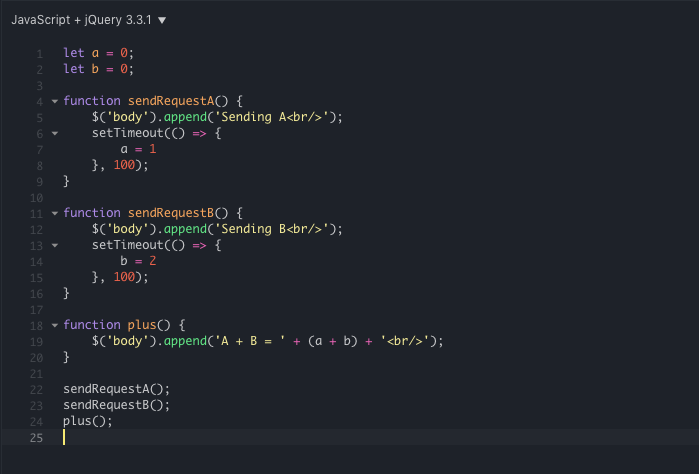 JavaScript + jQuery 3.3.1 ▼
1 let a = 0;
2 let b = 0;
3
4 function sendRequestA() {
5     $('body').append('Sending A<br/>');
6     setTimeout(() => {
7         a = 1
8     }, 100);
9 }
10
11 function sendRequestB() {
12     $('body').append('Sending B<br/>');
13     setTimeout(() => {
14         b = 2
15     }, 100);
16 }
17
18 function plus() {
19     $('body').append('A + B = ' + (a + b) + '<br/>');
20 }
21
22 sendRequestA();
23 sendRequestB();
24 plus();
25